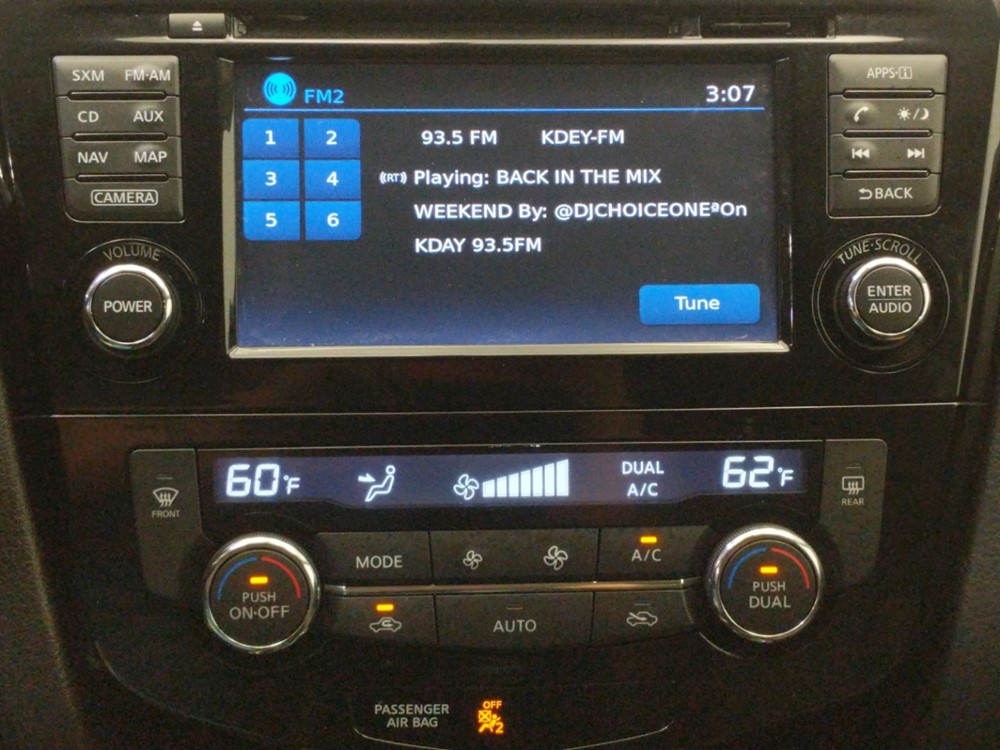 SXM FM·AM
CD AUX
NAV MAP
CAMERA
VOLUME
POWER
FM2 3:07
1 2
3 4
5 6
93.5 FM KDEY-FM
(RT) Playing: BACK IN THE MIX
WEEKEND By: @DJCHOICEONEªOn
KDAY 93.5FM
Tune
APPS·i
BACK
TUNE·SCROLL
ENTER
AUDIO
FRONT
60°F
DUAL
A/C
62°F
REAR
PUSH
ON·OFF
MODE
A/C
AUTO
PUSH
DUAL
PASSENGER
AIR BAG
OFF
2